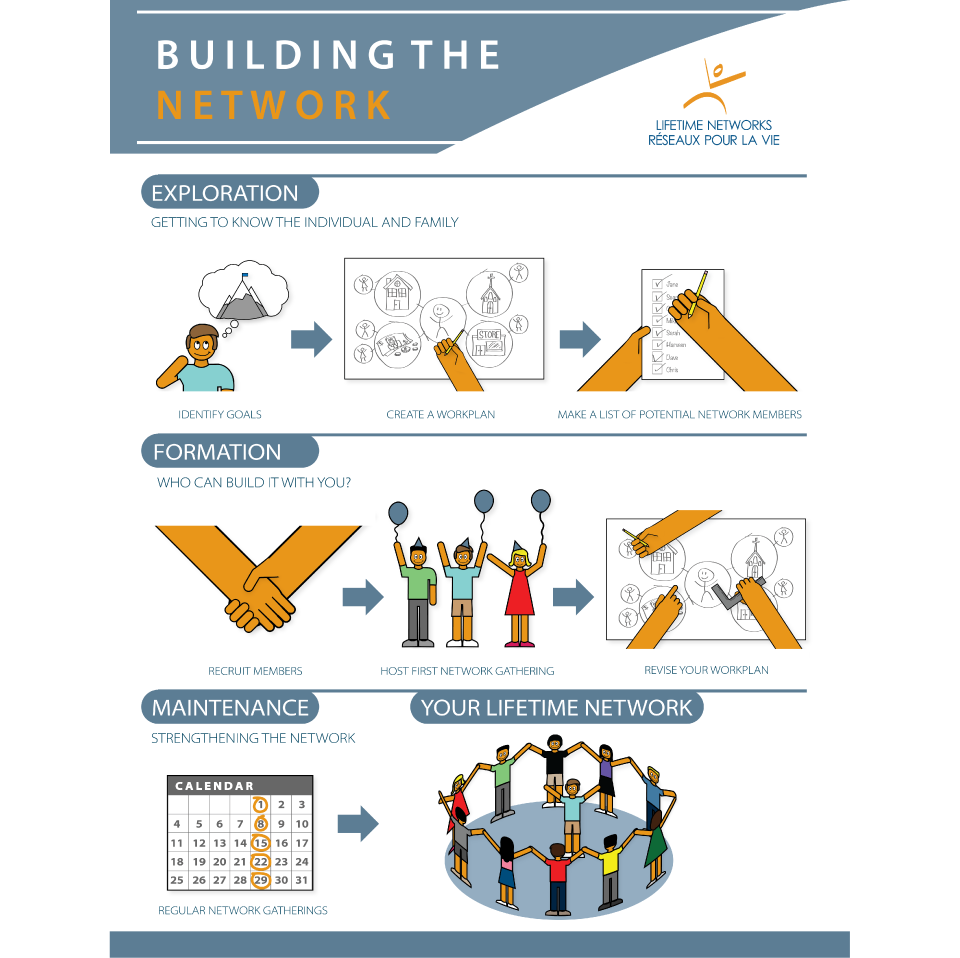 BUILDING THE
NETWORK
LIFETIME NETWORKS
RÉSEAUX POUR LA VIE
EXPLORATION
GETTING TO KNOW THE INDIVIDUAL AND FAMILY
STORE
Jane
Sarah
Harneen
Dave
Chris
IDENTIFY GOALS
CREATE A WORKPLAN
MAKE A LIST OF POTENTIAL NETWORK MEMBERS
FORMATION
WHO CAN BUILD IT WITH YOU?
RECRUIT MEMBERS
HOST FIRST NETWORK GATHERING
REVISE YOUR WORKPLAN
MAINTENANCE
STRENGTHENING THE NETWORK
CALENDAR
1 2 3
4 5 6 7 8 9 10
11 12 13 14 15 16 17
18 19 20 21 22 23 24
25 26 27 28 29 30 31
REGULAR NETWORK GATHERINGS
YOUR LIFETIME NETWORK